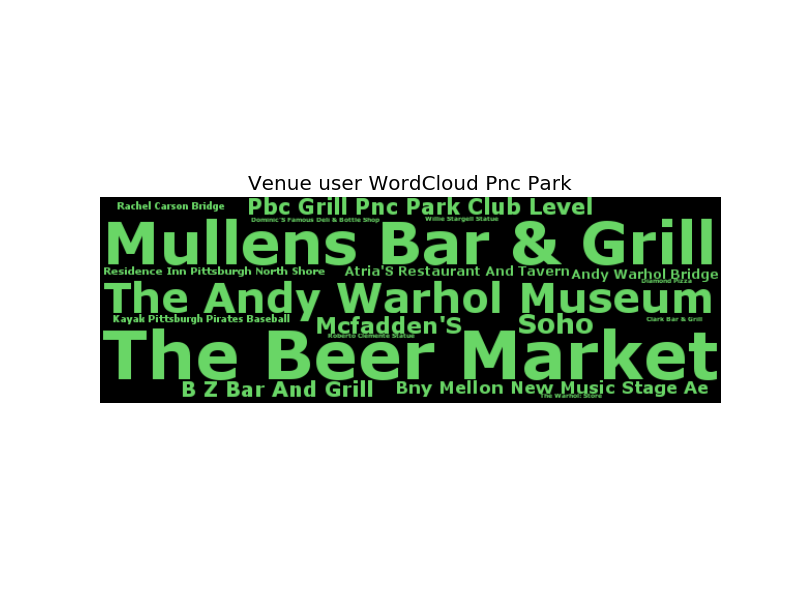 Venue user WordCloud Pnc Park
Rachel Carson Bridge
Pbc Grill Pnc Park Club Level
Dominic'S Famous Deli & Bottle Shop
Willie Stargell Statue
Mullens Bar & Grill
Residence Inn Pittsburgh North Shore
Atria'S Restaurant And Tavern
Andy Warhol Bridge
Diamond Pizza
The Andy Warhol Museum
Kayak Pittsburgh Pirates Baseball
Mcfadden'S
Soho
Clark Bar & Grill
Roberto Clemente Statue
The Beer Market
B Z Bar And Grill
Bny Mellon New Music Stage Ae
The Warhol: Store